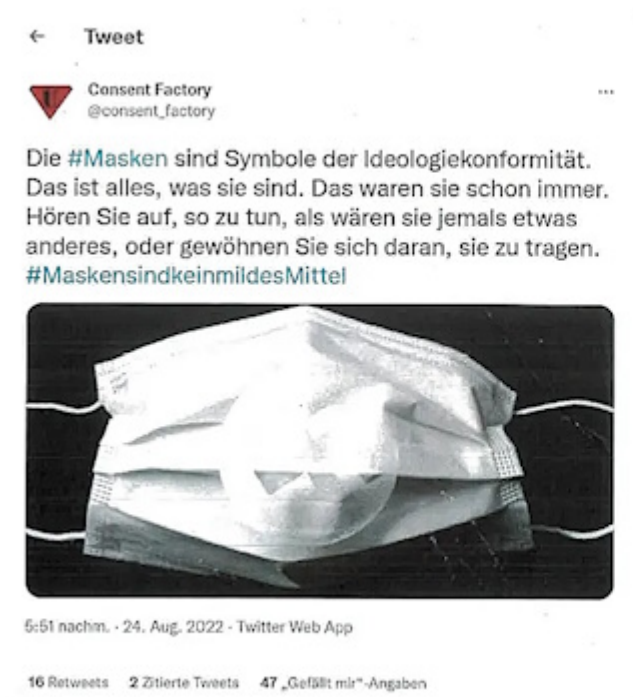 Tweet
Consent Factory
@consent_factory
Die #Masken sind Symbole der Ideologiekonformität.
Das ist alles, was sie sind. Das waren sie schon immer.
Hören Sie auf, so zu tun, als wären sie jemals etwas
anderes, oder gewöhnen Sie sich daran, sie zu tragen.
#MaskensindkeinmildesMittel
5:51 nachm. · 24. Aug. 2022 · Twitter Web App
16 Retweets 2 Zitierte Tweets 47 „Gefällt mir“-Angaben